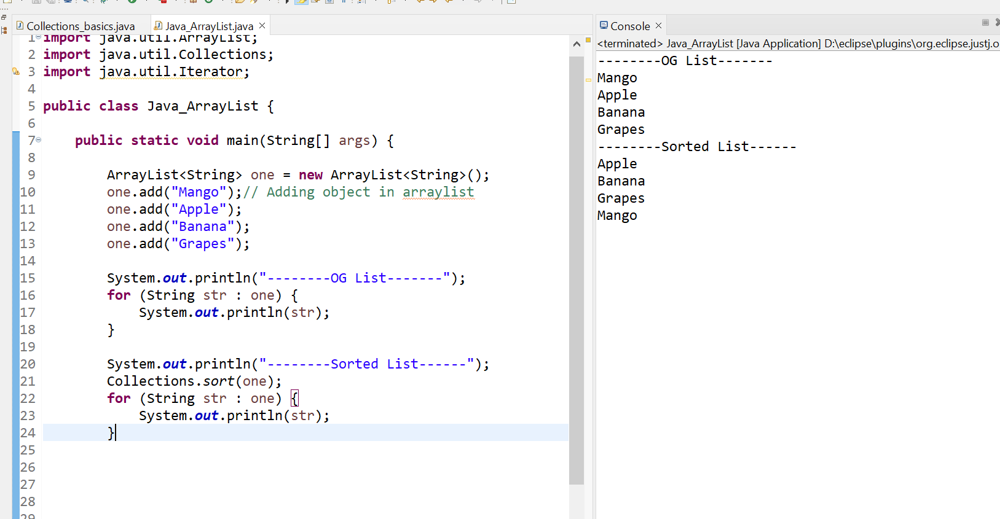 Collections_basics.java
Java_ArrayList.java
1 import java.util.ArrayList;
2 import java.util.Collections;
3 import java.util.Iterator;
4
5 public class Java_ArrayList {
6
7     public static void main(String[] args) {
8
9         ArrayList<String> one = new ArrayList<String>();
10         one.add("Mango");// Adding object in arraylist
11         one.add("Apple");
12         one.add("Banana");
13         one.add("Grapes");
14
15         System.out.println("--------OG List-------");
16         for (String str : one) {
17             System.out.println(str);
18         }
19
20         System.out.println("--------Sorted List------");
21         Collections.sort(one);
22         for (String str : one) {
23             System.out.println(str);
24         }
25
26
27
28
29
Console
<terminated> Java_ArrayList [Java Application] D:\eclipse\plugins\org.eclipse.justj.o
--------OG List-------
Mango
Apple
Banana
Grapes
--------Sorted List------
Apple
Banana
Grapes
Mango